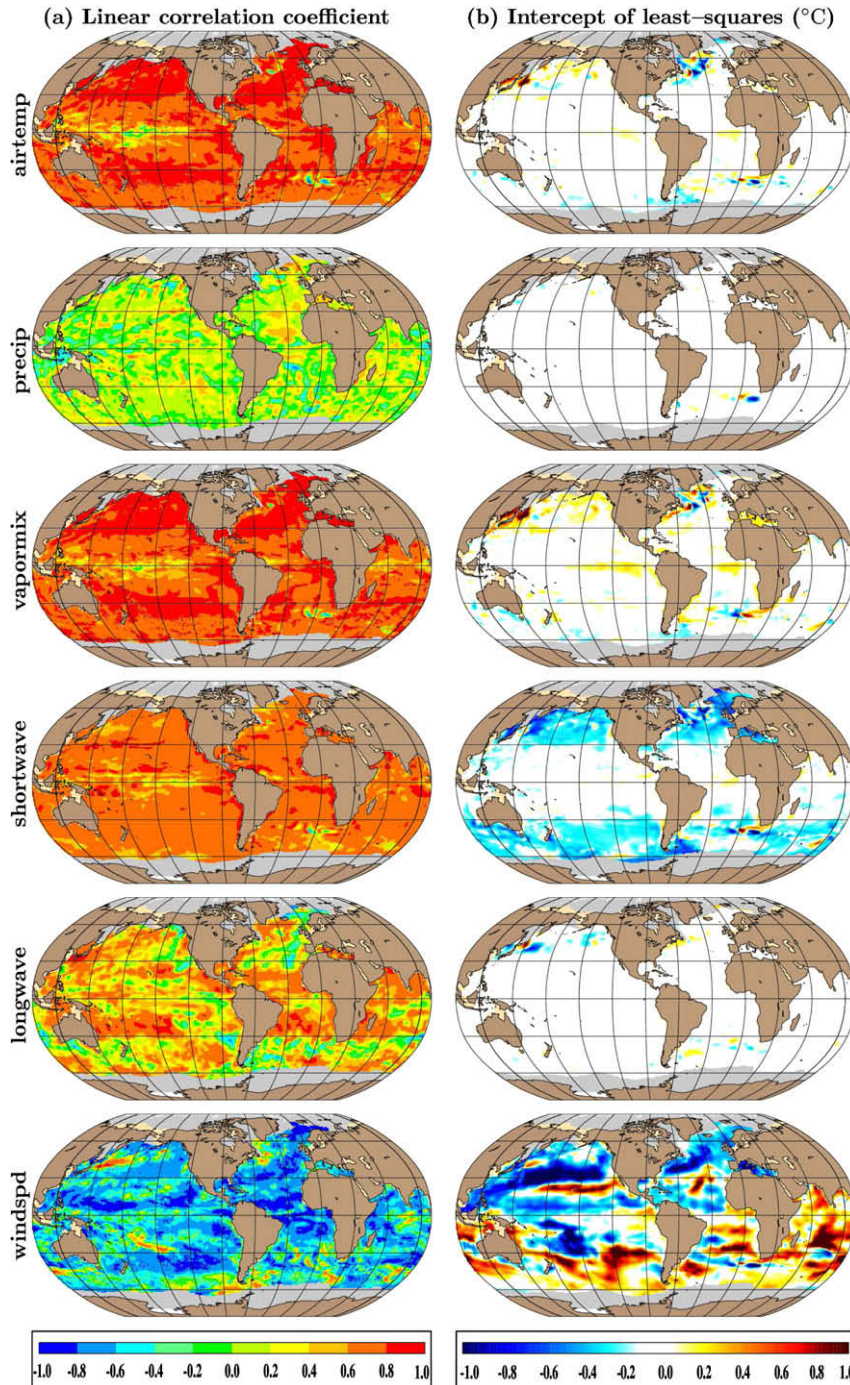 (a) Linear correlation coefficient
(b) Intercept of least–squares (°C)
airtemp
precip
vapormix
shortwave
longwave
windspd
-1.0 -0.8 -0.6 -0.4 -0.2 0.0 0.2 0.4 0.6 0.8 1.0
-1.0 -0.8 -0.6 -0.4 -0.2 0.0 0.2 0.4 0.6 0.8 1.0